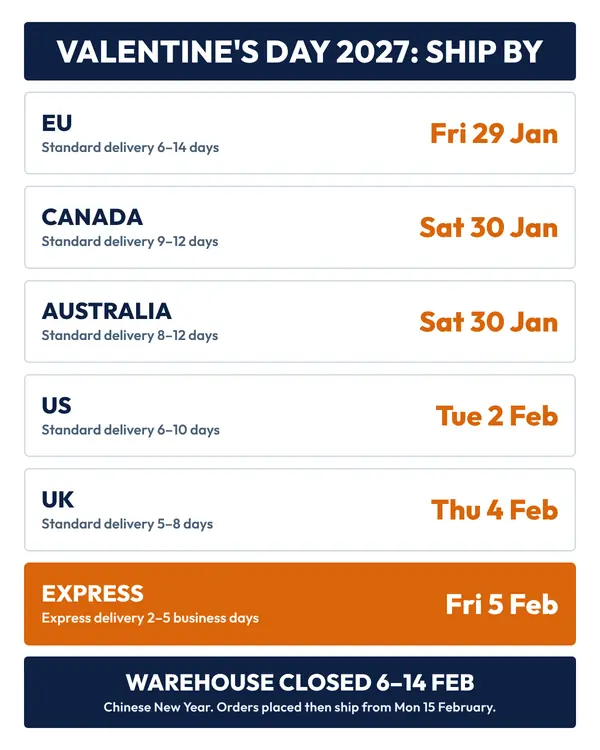 VALENTINE'S DAY 2027: SHIP BY
EU
Standard delivery 6–14 days
Fri 29 Jan
CANADA
Standard delivery 9–12 days
Sat 30 Jan
AUSTRALIA
Standard delivery 8–12 days
Sat 30 Jan
US
Standard delivery 6–10 days
Tue 2 Feb
UK
Standard delivery 5–8 days
Thu 4 Feb
EXPRESS
Express delivery 2–5 business days
Fri 5 Feb
WAREHOUSE CLOSED 6–14 FEB
Chinese New Year. Orders placed then ship from Mon 15 February.